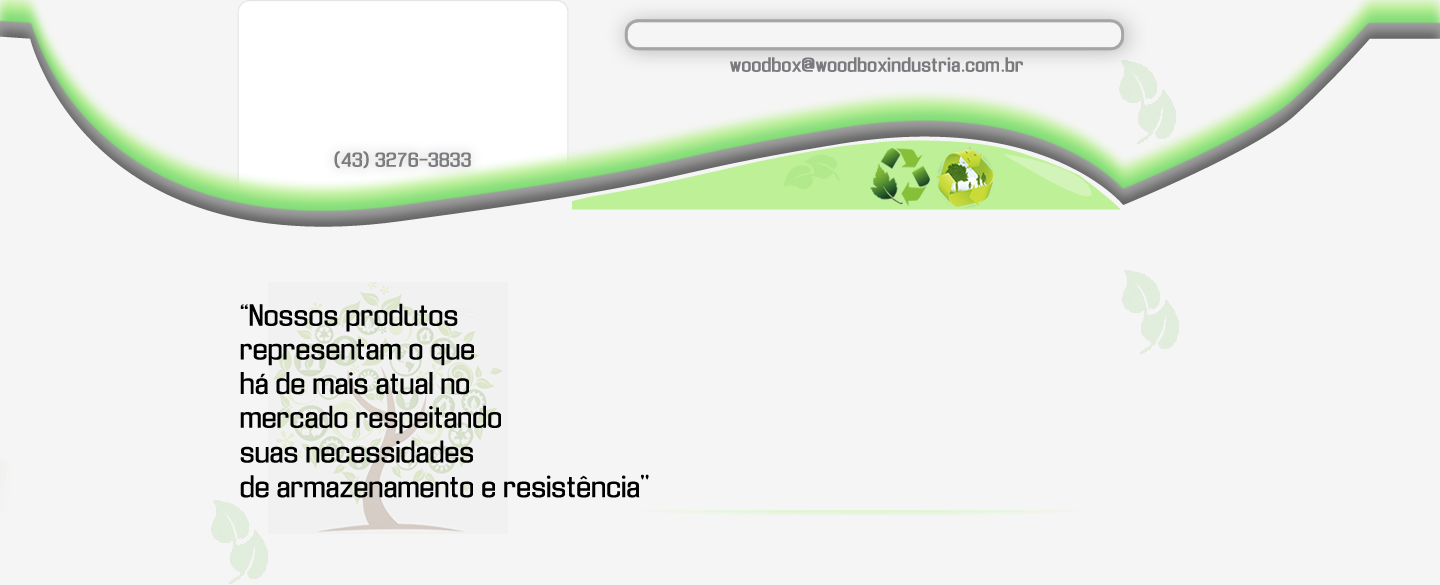 woodbox@woodboxindustria.com.br
(43) 3276-3833
“Nossos produtos
representam o que
há de mais atual no
mercado respeitando
suas necessidades
de armazenamento e resistência”